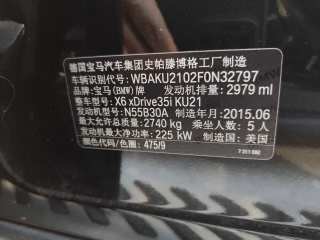 德国宝马汽车集团史帕滕博格工厂制造
车辆识别代号: WBAKU2102F0N32797
品牌: 宝马(BMW)牌 发动机排量: 2979 ml
整车型号: X6 xDrive35i KU21
发动机型号: N55B30A 制造年月: 2015.06
最大允许总质量: 2740 kg 乘坐人数: 5 人
发动机最大净功率: 225 kW 制造国: 美国
颜色代码/色圈: 475/9